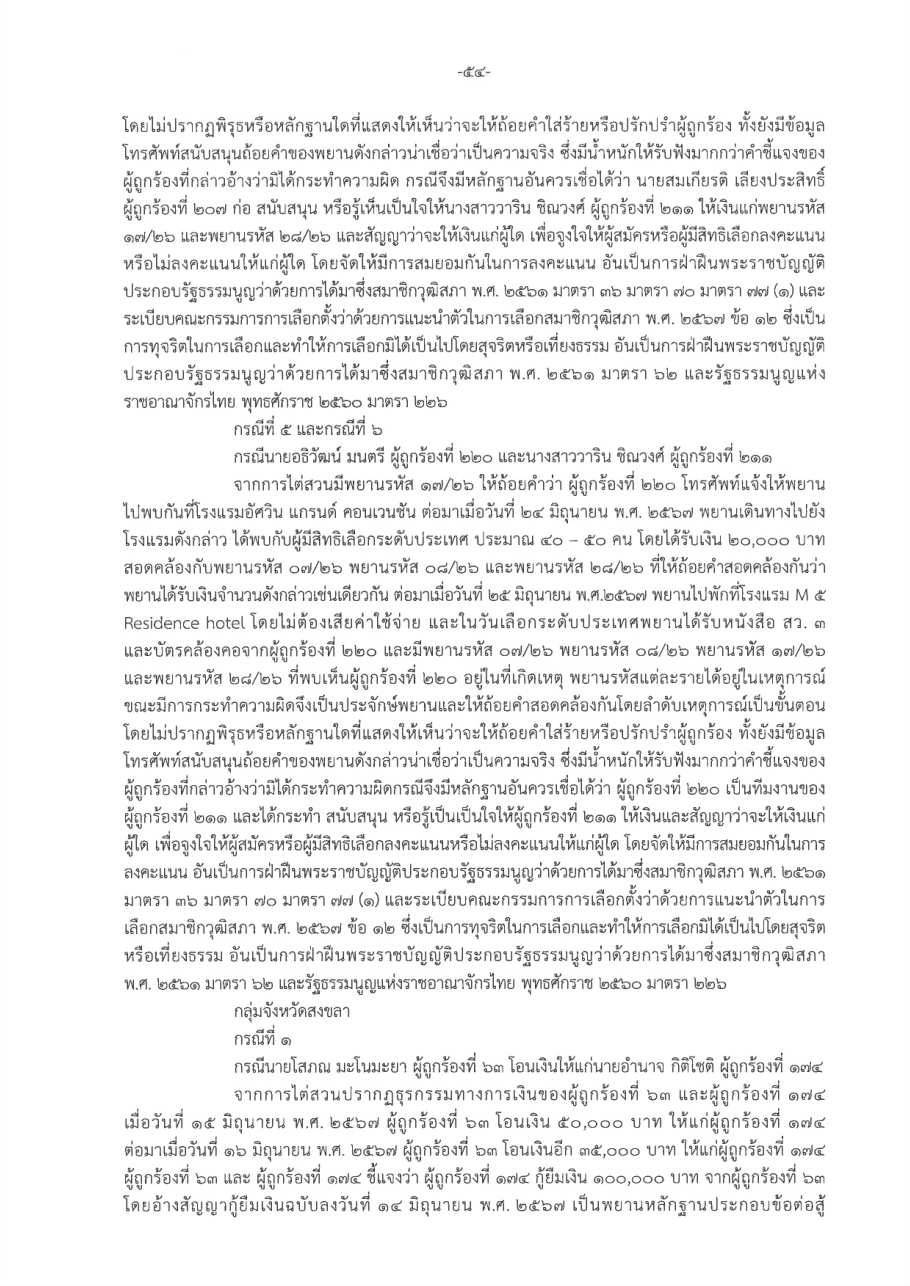 -๕๔-
โดยไม่ปรากฏพิรุธหรือหลักฐานใดที่แสดงให้เห็นว่าจะให้ถ้อยคำใส่ร้ายหรือปรักปรำผู้ถูกร้อง ทั้งยังมีข้อมูล
โทรศัพท์สนับสนุนถ้อยคำของพยานดังกล่าวน่าเชื่อว่าเป็นความจริง ซึ่งมีน้ำหนักให้รับฟังมากกว่าคำชี้แจงของ
ผู้ถูกร้องที่กล่าวอ้างว่ามิได้กระทำความผิด กรณีจึงมีหลักฐานอันควรเชื่อได้ว่า นายสมเกียรติ เลียงประสิทธิ์
ผู้ถูกร้องที่ ๒๐๗ ก่อ สนับสนุน หรือรู้เห็นเป็นใจให้นางสาววาริน ชิณวงศ์ ผู้ถูกร้องที่ ๒๑๑ ให้เงินแก่พยานรหัส
๑๗/๒๖ และพยานรหัส ๒๘/๒๖ และสัญญาว่าจะให้เงินแก่ผู้ใด เพื่อจูงใจให้ผู้สมัครหรือผู้มีสิทธิเลือกลงคะแนน
หรือไม่ลงคะแนนให้แก่ผู้ใด โดยจัดให้มีการสมยอมกันในการลงคะแนน อันเป็นการฝ่าฝืนพระราชบัญญัติ
ประกอบรัฐธรรมนูญว่าด้วยการได้มาซึ่งสมาชิกวุฒิสภา พ.ศ. ๒๕๖๑ มาตรา ๓๖ มาตรา ๗๐ มาตรา ๗๗ (๑) และ
ระเบียบคณะกรรมการการเลือกตั้งว่าด้วยการแนะนำตัวในการเลือกสมาชิกวุฒิสภา พ.ศ. ๒๕๖๗ ข้อ ๑๒ ซึ่งเป็น
การทุจริตในการเลือกและทำให้การเลือกมิได้เป็นไปโดยสุจริตหรือเที่ยงธรรม อันเป็นการฝ่าฝืนพระราชบัญญัติ
ประกอบรัฐธรรมนูญว่าด้วยการได้มาซึ่งสมาชิกวุฒิสภา พ.ศ. ๒๕๖๑ มาตรา ๖๒ และรัฐธรรมนูญแห่ง
ราชอาณาจักรไทย พุทธศักราช ๒๕๖๐ มาตรา ๒๒๖
กรณีที่ ๕ และกรณีที่ ๖
กรณีนายอธิวัฒน์ มนตรี ผู้ถูกร้องที่ ๒๒๐ และนางสาววาริน ชิณวงศ์ ผู้ถูกร้องที่ ๒๑๑
จากการไต่สวนมีพยานรหัส ๑๗/๒๖ ให้ถ้อยคำว่า ผู้ถูกร้องที่ ๒๒๐ โทรศัพท์แจ้งให้พยาน
ไปพบกันที่โรงแรมอัศวิน แกรนด์ คอนเวนชัน ต่อมาเมื่อวันที่ ๒๔ มิถุนายน พ.ศ. ๒๕๖๗ พยานเดินทางไปยัง
โรงแรมดังกล่าว ได้พบกับผู้มีสิทธิเลือกระดับประเทศ ประมาณ ๔๐ – ๕๐ คน โดยได้รับเงิน ๒๐,๐๐๐ บาท
สอดคล้องกับพยานรหัส ๐๗/๒๖ พยานรหัส ๐๘/๒๖ และพยานรหัส ๒๘/๒๖ ที่ให้ถ้อยคำสอดคล้องกันว่า
พยานได้รับเงินจำนวนดังกล่าวเช่นเดียวกัน ต่อมาเมื่อวันที่ ๒๕ มิถุนายน พ.ศ.๒๕๖๗ พยานไปพักที่โรงแรม M ๕
Residence hotel โดยไม่ต้องเสียค่าใช้จ่าย และในวันเลือกระดับประเทศพยานได้รับหนังสือ สว. ๓
และบัตรคล้องคอจากผู้ถูกร้องที่ ๒๒๐ และมีพยานรหัส ๐๗/๒๖ พยานรหัส ๐๘/๒๖ พยานรหัส ๑๗/๒๖
และพยานรหัส ๒๘/๒๖ ที่พบเห็นผู้ถูกร้องที่ ๒๒๐ อยู่ในที่เกิดเหตุ พยานรหัสแต่ละรายได้อยู่ในเหตุการณ์
ขณะมีการกระทำความผิดจึงเป็นประจักษ์พยานและให้ถ้อยคำสอดคล้องกันโดยลำดับเหตุการณ์เป็นขั้นตอน
โดยไม่ปรากฏพิรุธหรือหลักฐานใดที่แสดงให้เห็นว่าจะให้ถ้อยคำใส่ร้ายหรือปรักปรำผู้ถูกร้อง ทั้งยังมีข้อมูล
โทรศัพท์สนับสนุนถ้อยคำของพยานดังกล่าวน่าเชื่อว่าเป็นความจริง ซึ่งมีน้ำหนักให้รับฟังมากกว่าคำชี้แจงของ
ผู้ถูกร้องที่กล่าวอ้างว่ามิได้กระทำความผิดกรณีจึงมีหลักฐานอันควรเชื่อได้ว่า ผู้ถูกร้องที่ ๒๒๐ เป็นทีมงานของ
ผู้ถูกร้องที่ ๒๑๑ และได้กระทำ สนับสนุน หรือรู้เป็นเป็นใจให้ผู้ถูกร้องที่ ๒๑๑ ให้เงินและสัญญาว่าจะให้เงินแก่
ผู้ใด เพื่อจูงใจให้ผู้สมัครหรือผู้มีสิทธิเลือกลงคะแนนหรือไม่ลงคะแนนให้แก่ผู้ใด โดยจัดให้มีการสมยอมกันในการ
ลงคะแนน อันเป็นการฝ่าฝืนพระราชบัญญัติประกอบรัฐธรรมนูญว่าด้วยการได้มาซึ่งสมาชิกวุฒิสภา พ.ศ. ๒๕๖๑
มาตรา ๓๖ มาตรา ๗๐ มาตรา ๗๗ (๑) และระเบียบคณะกรรมการการเลือกตั้งว่าด้วยการแนะนำตัวในการ
เลือกสมาชิกวุฒิสภา พ.ศ. ๒๕๖๗ ข้อ ๑๒ ซึ่งเป็นการทุจริตในการเลือกและทำให้การเลือกมิได้เป็นไปโดยสุจริต
หรือเที่ยงธรรม อันเป็นการฝ่าฝืนพระราชบัญญัติประกอบรัฐธรรมนูญว่าด้วยการได้มาซึ่งสมาชิกวุฒิสภา
พ.ศ. ๒๕๖๑ มาตรา ๖๒ และรัฐธรรมนูญแห่งราชอาณาจักรไทย พุทธศักราช ๒๕๖๐ มาตรา ๒๒๖
กลุ่มจังหวัดสงขลา
กรณีที่ ๑
กรณีนายโสภณ มะโนมะยา ผู้ถูกร้องที่ ๖๓ โอนเงินให้แก่นายอำนาจ กิติโชติ ผู้ถูกร้องที่ ๑๗๔
จากการไต่สวนปรากฏธุรกรรมทางการเงินของผู้ถูกร้องที่ ๖๓ และผู้ถูกร้องที่ ๑๗๔
เมื่อวันที่ ๑๕ มิถุนายน พ.ศ. ๒๕๖๗ ผู้ถูกร้องที่ ๖๓ โอนเงิน ๕๐,๐๐๐ บาท ให้แก่ผู้ถูกร้องที่ ๑๗๔
ต่อมาเมื่อวันที่ ๑๖ มิถุนายน พ.ศ. ๒๕๖๗ ผู้ถูกร้องที่ ๖๓ โอนเงินอีก ๓๕,๐๐๐ บาท ให้แก่ผู้ถูกร้องที่ ๑๗๔
ผู้ถูกร้องที่ ๖๓ และ ผู้ถูกร้องที่ ๑๗๔ ชี้แจงว่า ผู้ถูกร้องที่ ๑๗๔ กู้ยืมเงิน ๑๐๐,๐๐๐ บาท จากผู้ถูกร้องที่ ๖๓
โดยอ้างสัญญากู้ยืมเงินฉบับลงวันที่ ๑๔ มิถุนายน พ.ศ. ๒๕๖๗ เป็นพยานหลักฐานประกอบข้อต่อสู้